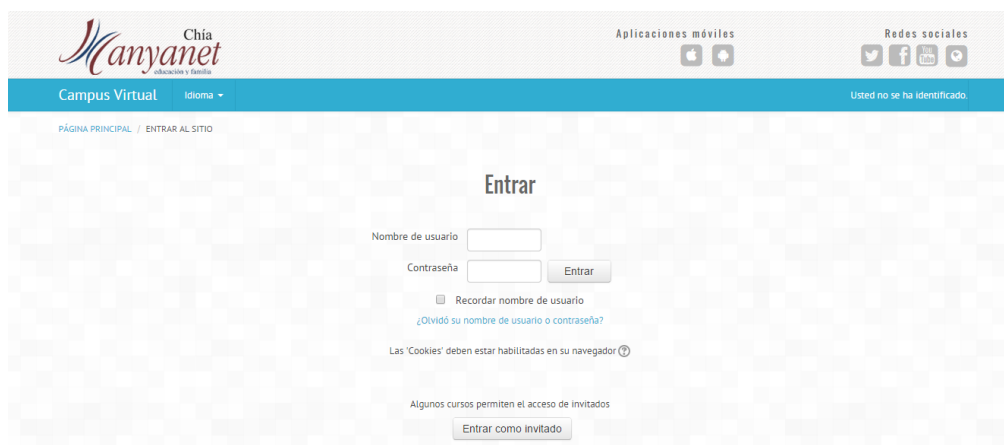 Chía
Manyanet
educación y familia
Aplicaciones móviles
Redes sociales
You
Tube
Campus Virtual
Idioma
Usted no se ha identificado.
PÁGINA PRINCIPAL / ENTRAR AL SITIO
Entrar
Nombre de usuario
Contraseña
Entrar
Recordar nombre de usuario
¿Olvidó su nombre de usuario o contraseña?
Las 'Cookies' deben estar habilitadas en su navegador
Algunos cursos permiten el acceso de invitados
Entrar como invitado